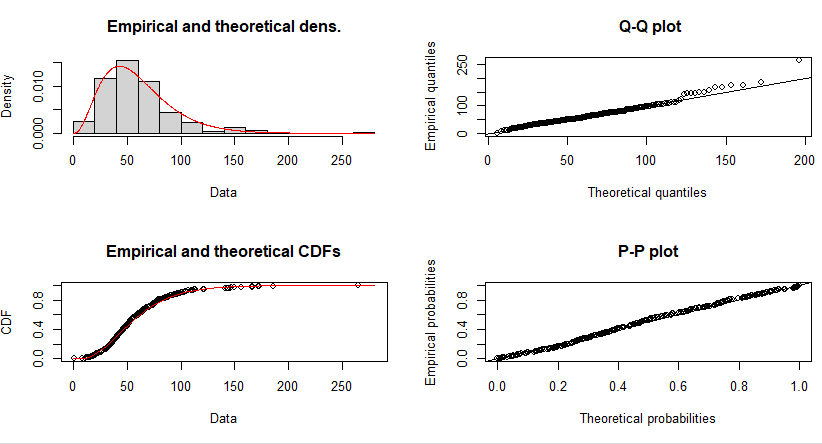 Empirical and theoretical dens.
Density
0.000 0.010
0 50 100 150 200 250
Data
Q-Q plot
Empirical quantiles
0 100 250
0 50 100 150 200
Theoretical quantiles
Empirical and theoretical CDFs
CDF
0.0 0.4 0.8
0 50 100 150 200 250
Data
P-P plot
Empirical probabilities
0.0 0.4 0.8
0.0 0.2 0.4 0.6 0.8 1.0
Theoretical probabilities